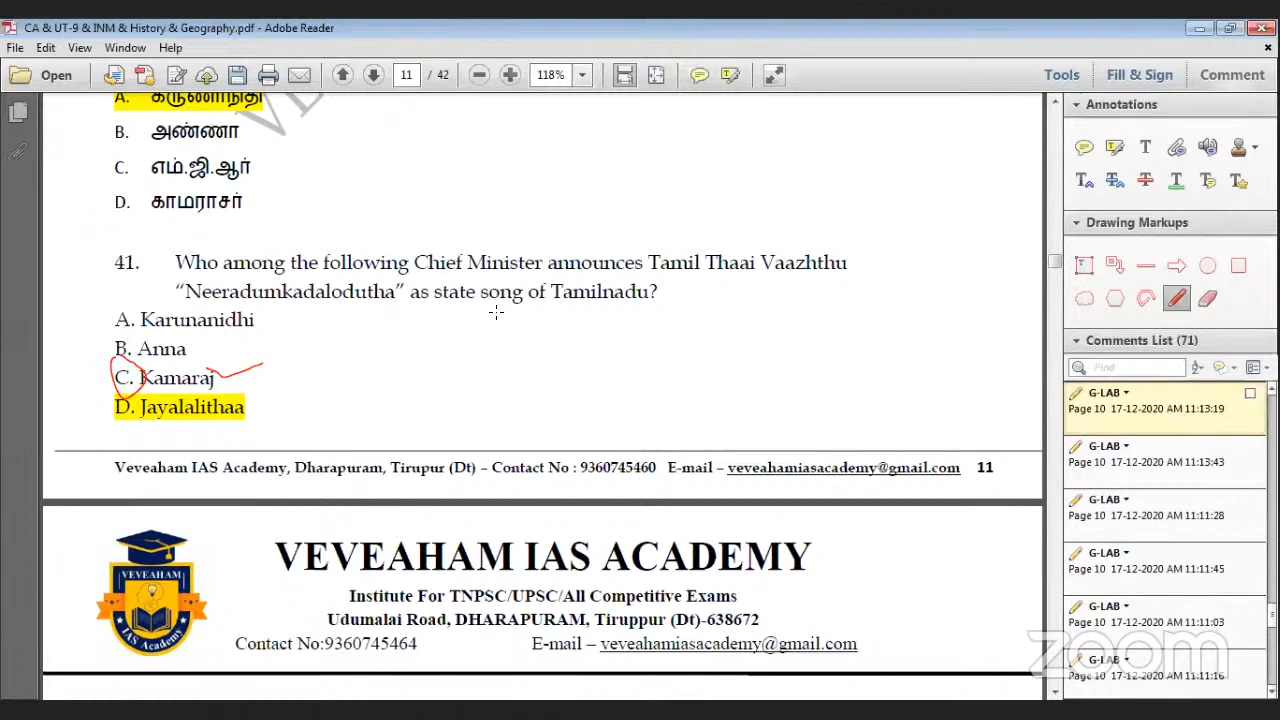 CA & UT-9 & INM & History & Geography.pdf - Adobe Reader
File Edit View Window Help
Open 11 / 42 118% Tools Fill & Sign Comment
A. கருணாநிதி
B. அண்ணா
C. எம்.ஜி.ஆர்
D. காமராசர்
41. Who among the following Chief Minister announces Tamil Thaai Vaazhthu
“Neeradumkadalodutha” as state song of Tamilnadu?
A. Karunanidhi
B. Anna
C. Kamaraj
D. Jayalalithaa
Veveaham IAS Academy, Dharapuram, Tirupur (Dt) – Contact No : 9360745460 E-mail – veveahamiasacademy@gmail.com 11
VEVEAHAM
IAS Academy
VEVEAHAM IAS ACADEMY
Institute For TNPSC/UPSC/All Competitive Exams
Udumalai Road, DHARAPURAM, Tiruppur (Dt)-638672
Contact No:9360745464 E-mail – veveahamiasacademy@gmail.com
Annotations
Drawing Markups
Comments List (71)
Find
G-LAB
Page 10 17-12-2020 AM 11:13:19
G-LAB
Page 10 17-12-2020 AM 11:13:43
G-LAB
Page 10 17-12-2020 AM 11:11:28
G-LAB
Page 10 17-12-2020 AM 11:11:45
G-LAB
Page 10 17-12-2020 AM 11:11:03
G-LAB
Page 10 17-12-2020 AM 11:11:16
zoom